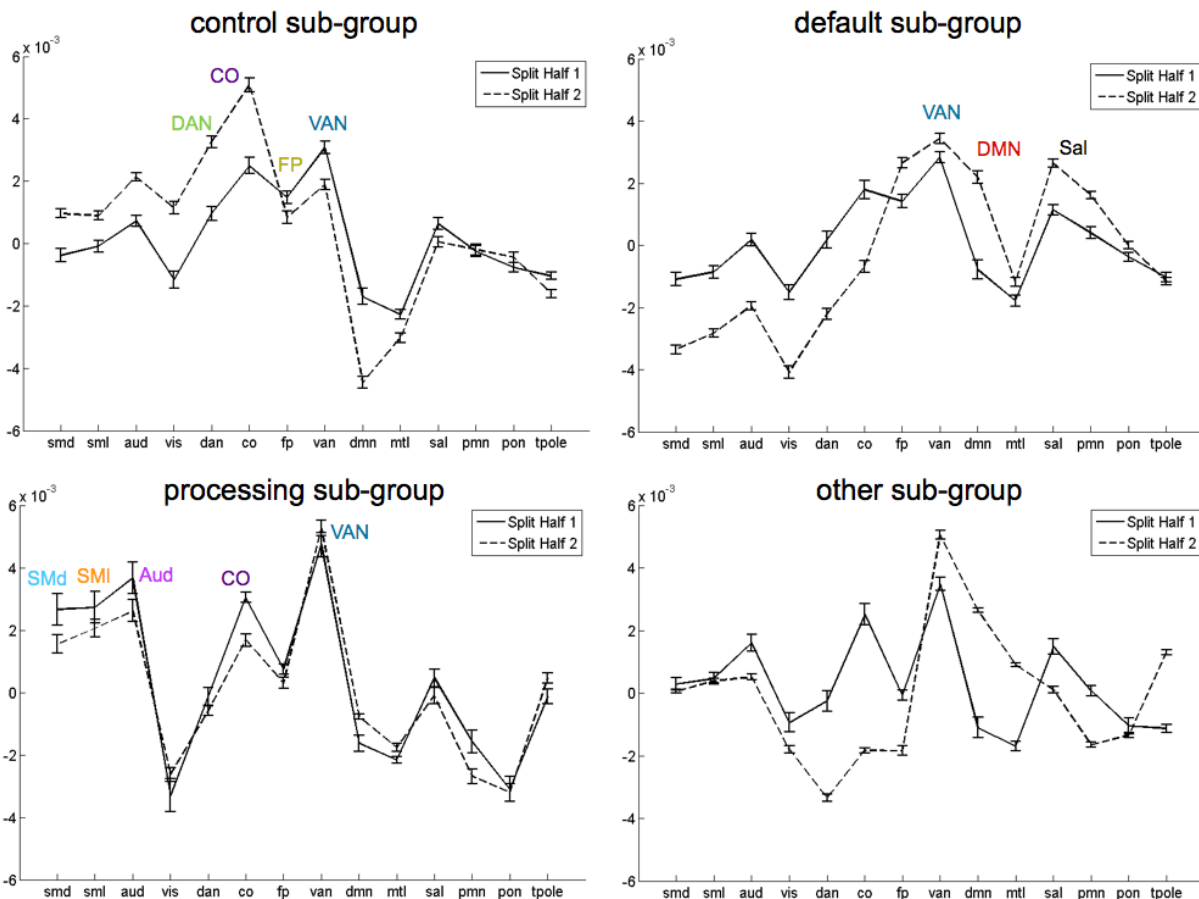 control sub-group
x 10⁻³
6
4
2
0
-2
-4
-6
CO
DAN
FP
VAN
Split Half 1
Split Half 2
smd sml aud vis dan co fp van dmn mtl sal pmn pon tpole
default sub-group
x 10⁻³
6
4
2
0
-2
-4
-6
VAN
DMN
Sal
Split Half 1
Split Half 2
smd sml aud vis dan co fp van dmn mtl sal pmn pon tpole
processing sub-group
x 10⁻³
6
4
2
0
-2
-4
-6
SMd
SMl
Aud
CO
VAN
Split Half 1
Split Half 2
smd sml aud vis dan co fp van dmn mtl sal pmn pon tpole
other sub-group
x 10⁻³
6
4
2
0
-2
-4
-6
Split Half 1
Split Half 2
smd sml aud vis dan co fp van dmn mtl sal pmn pon tpole